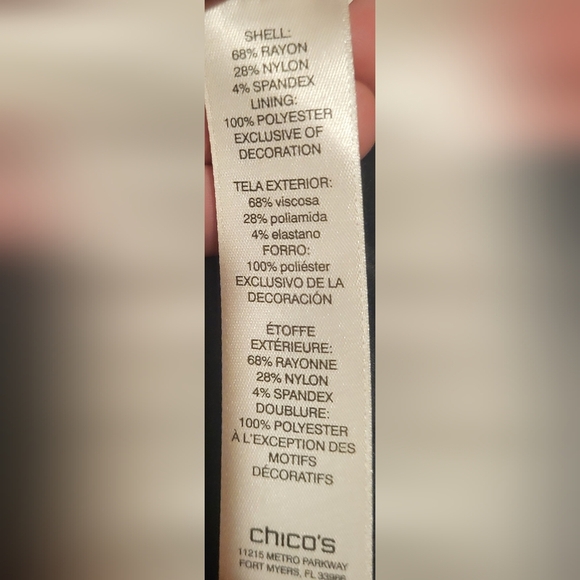 SHELL:
68% RAYON
28% NYLON
4% SPANDEX
LINING:
100% POLYESTER
EXCLUSIVE OF
DECORATION
TELA EXTERIOR:
68% viscosa
28% poliamida
4% elastano
FORRO:
100% poliéster
EXCLUSIVO DE LA
DECORACIÓN
ÉTOFFE
EXTÉRIEURE:
68% RAYONNE
28% NYLON
4% SPANDEX
DOUBLURE:
100% POLYESTER
À L'EXCEPTION DES
MOTIFS
DÉCORATIFS
chico's
11215 METRO PARKWAY
FORT MYERS, FL 33966